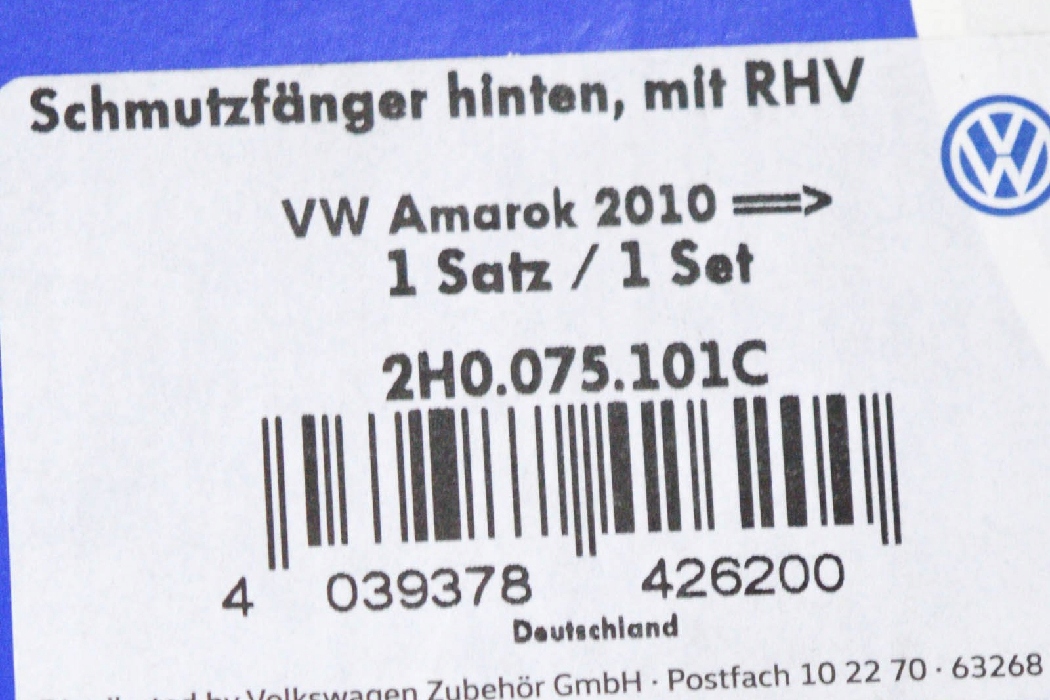 Schmutzfänger hinten, mit RHV
VW Amarok 2010 ==>
1 Satz / 1 Set
2H0.075.101C
4 039378 426200
Deutschland
by Volkswagen Zubehör GmbH · Postfach 10 22 70 · 63268